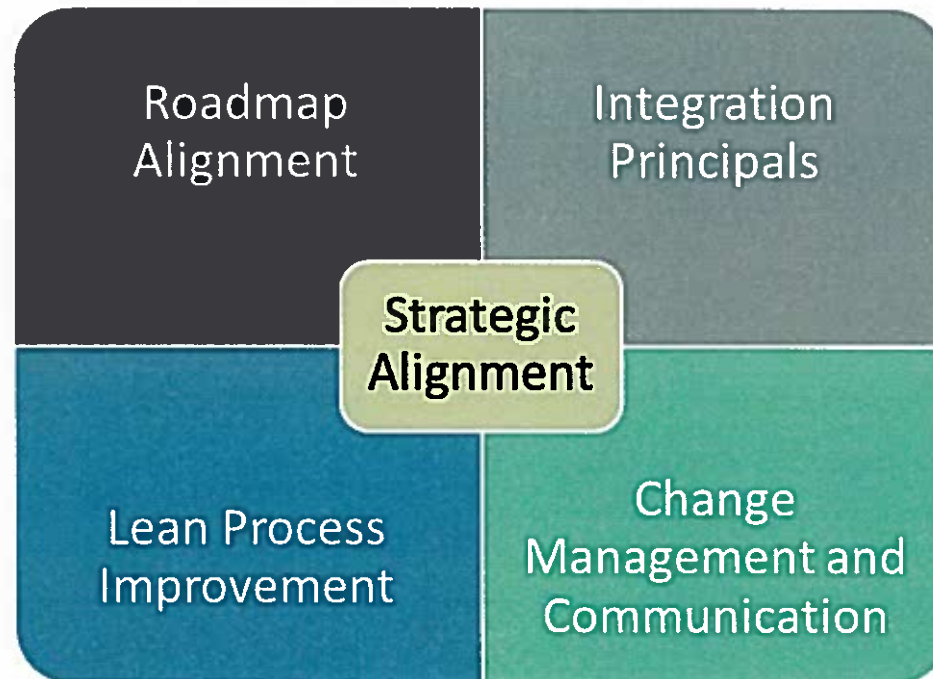 Roadmap
Alignment
Integration
Principals
Strategic
Alignment
Lean Process
Improvement
Change
Management and
Communication